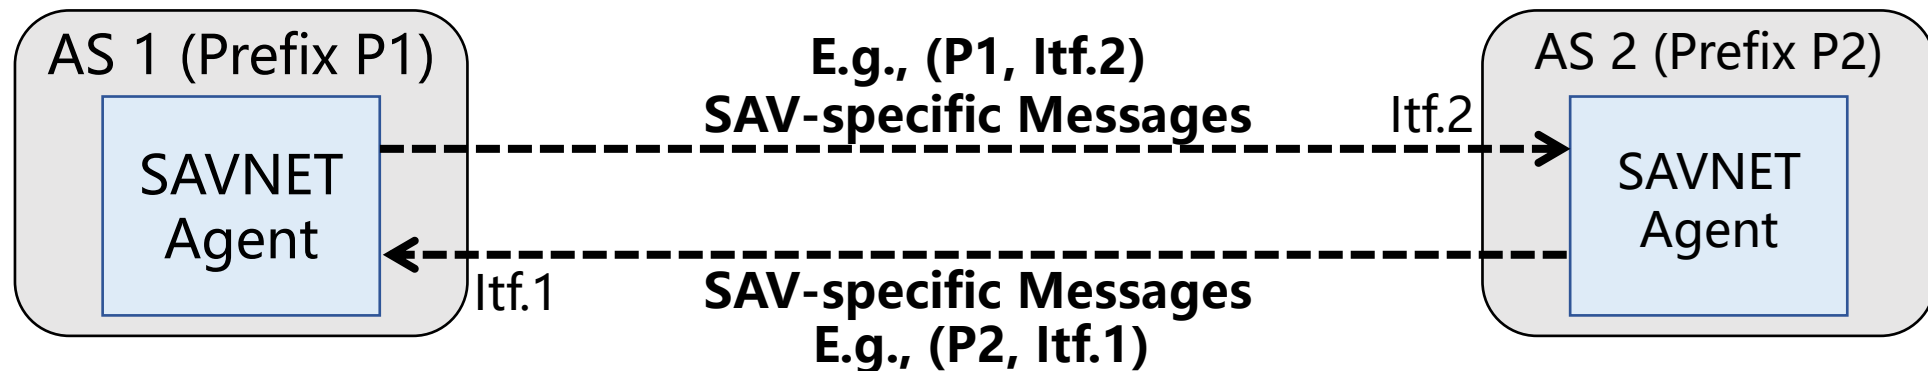 AS 1 (Prefix P1)
SAVNET
Agent
E.g., (P1, Itf.2)
SAV-specific Messages
Itf.2
Itf.1
SAV-specific Messages
E.g., (P2, Itf.1)
AS 2 (Prefix P2)
SAVNET
Agent